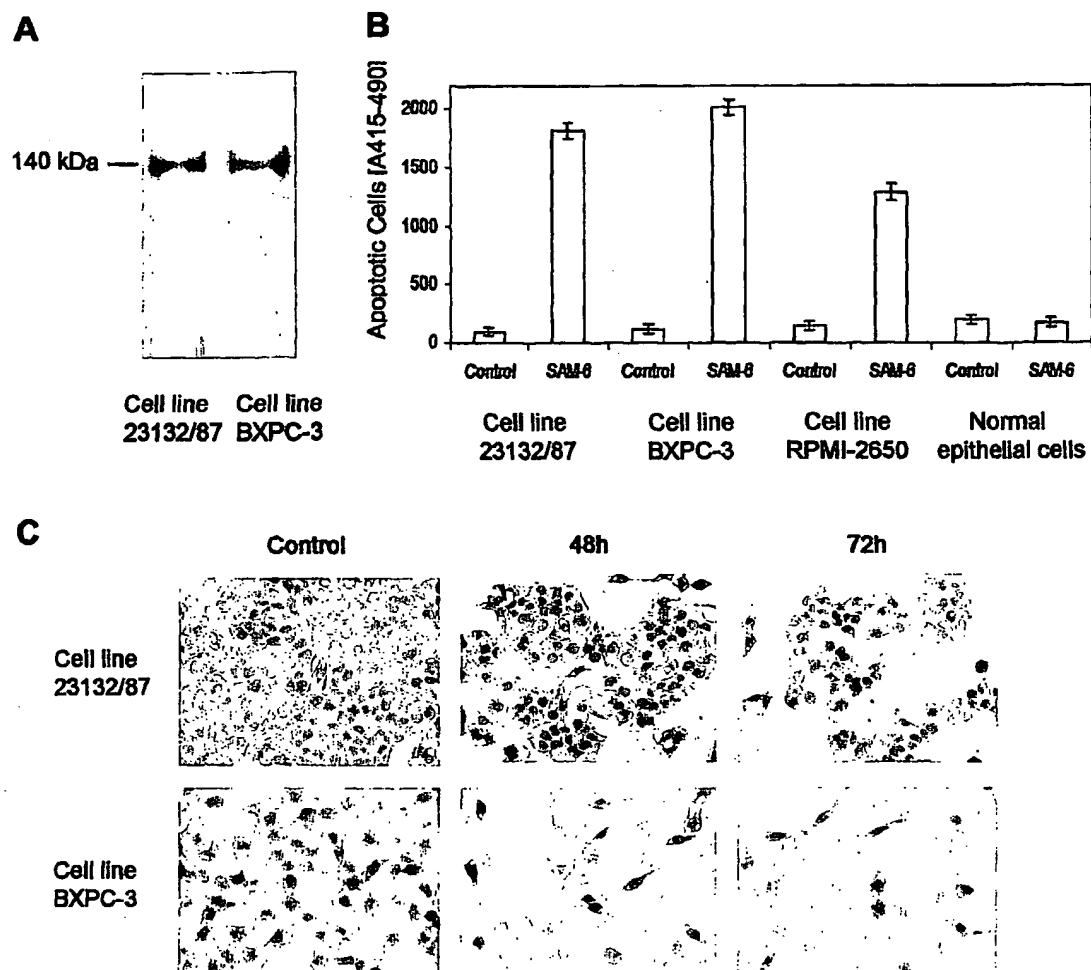 A
140 kDa
Cell line Cell line
23132/87 BXPC-3
B
Apoptotic Cells [A415-490]
2000
1500
1000
500
0
Control SAM-6 Control SAM-6 Control SAM-6 Control SAM-6
Cell line Cell line Cell line Normal
23132/87 BXPC-3 RPMI-2650 epithelial cells
C
Control 48h 72h
Cell line
23132/87
Cell line
BXPC-3